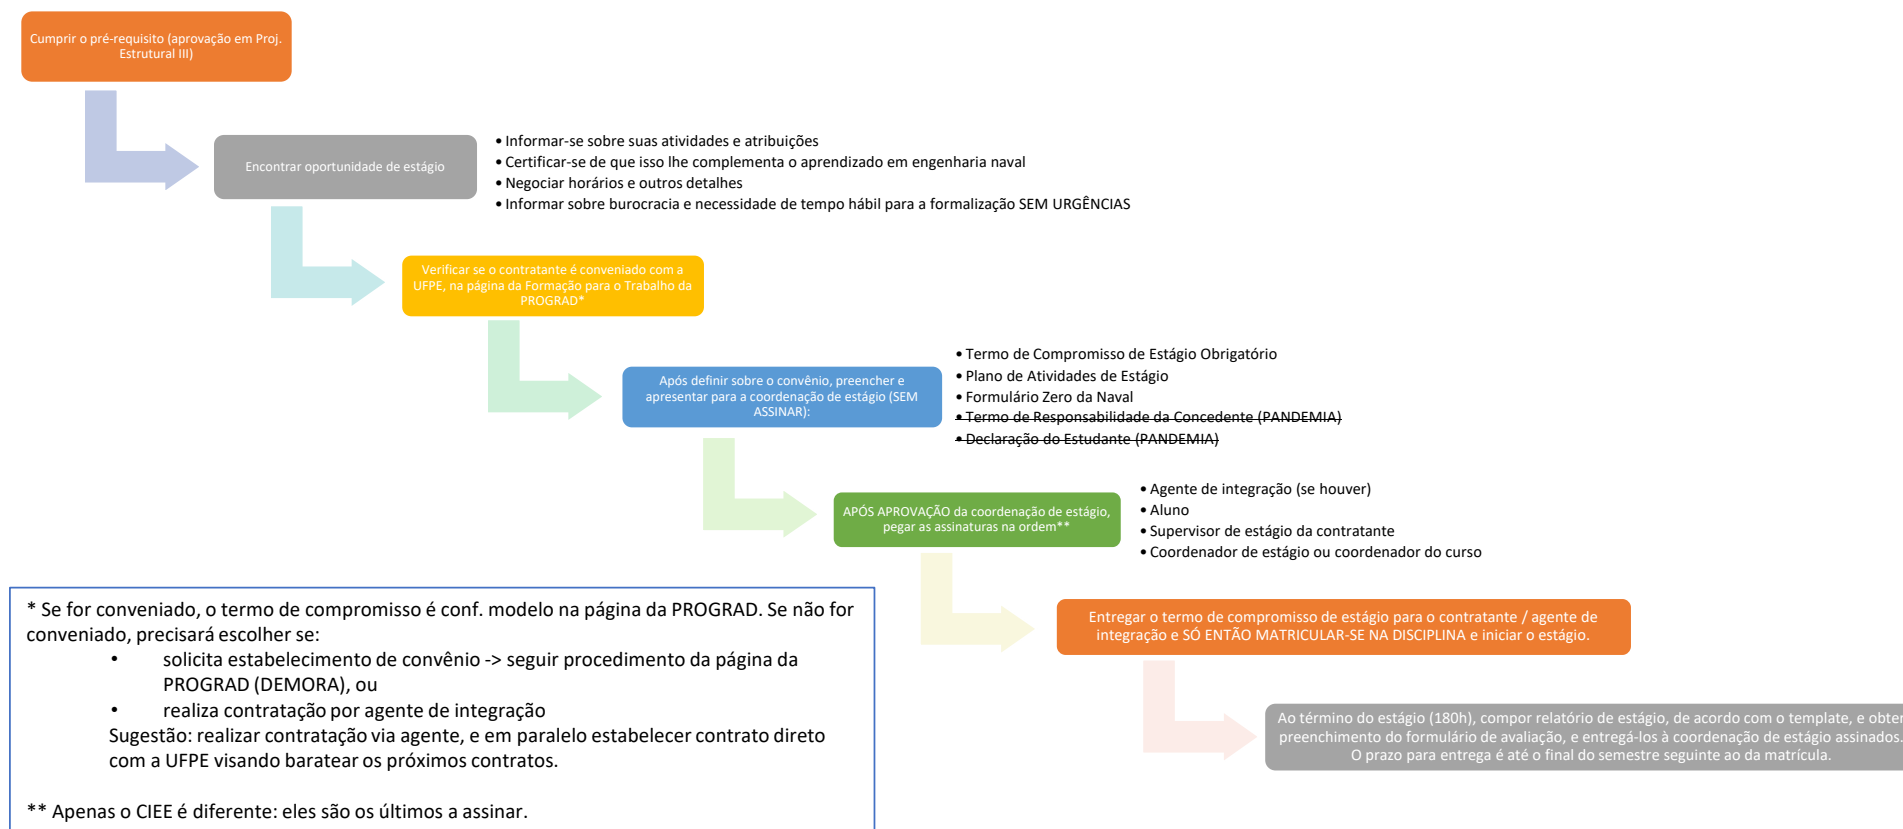 Cumprir o pré-requisito (aprovação em Proj.
Estrutural III)
Encontrar oportunidade de estágio
• Informar-se sobre suas atividades e atribuições
• Certificar-se de que isso lhe complementa o aprendizado em engenharia naval
• Negociar horários e outros detalhes
• Informar sobre burocracia e necessidade de tempo hábil para a formalização SEM URGÊNCIAS
Verificar se o contratante é conveniado com a
UFPE, na página da Formação para o Trabalho da
PROGRAD*
Após definir sobre o convênio, preencher e
apresentar para a coordenação de estágio (SEM
ASSINAR):
• Termo de Compromisso de Estágio Obrigatório
• Plano de Atividades de Estágio
• Formulário Zero da Naval
• Termo de Responsabilidade da Concedente (PANDEMIA)
• Declaração do Estudante (PANDEMIA)
APÓS APROVAÇÃO da coordenação de estágio,
pegar as assinaturas na ordem**
• Agente de integração (se houver)
• Aluno
• Supervisor de estágio da contratante
• Coordenador de estágio ou coordenador do curso
Entregar o termo de compromisso de estágio para o contratante / agente de
integração e SÓ ENTÃO MATRICULAR-SE NA DISCIPLINA e iniciar o estágio.
Ao término do estágio (180h), compor relatório de estágio, de acordo com o template, e obter
preenchimento do formulário de avaliação, e entregá-los à coordenação de estágio assinados.
O prazo para entrega é até o final do semestre seguinte ao da matrícula.
* Se for conveniado, o termo de compromisso é conf. modelo na página da PROGRAD. Se não for
conveniado, precisará escolher se:
• solicita estabelecimento de convênio -> seguir procedimento da página da
PROGRAD (DEMORA), ou
• realiza contratação por agente de integração
Sugestão: realizar contratação via agente, e em paralelo estabelecer contrato direto
com a UFPE visando baratear os próximos contratos.
** Apenas o CIEE é diferente: eles são os últimos a assinar.